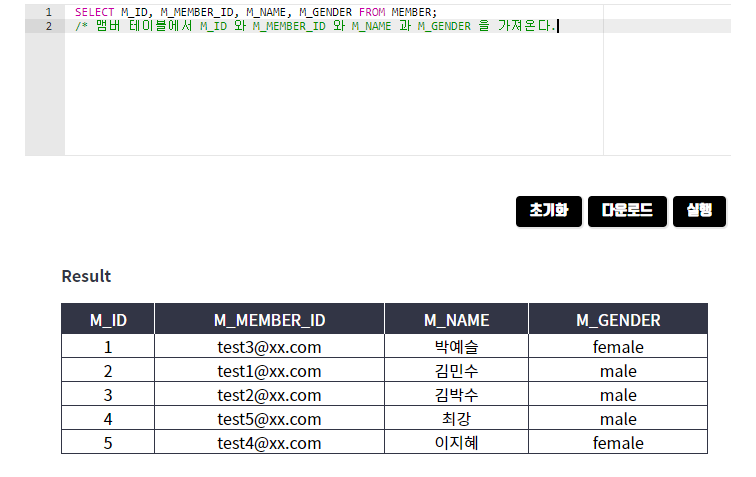 1 SELECT M_ID, M_MEMBER_ID, M_NAME, M_GENDER FROM MEMBER;
2 /* 맴버 테이블에서 M_ID 와 M_MEMBER_ID 와 M_NAME 과 M_GENDER 을 가져온다.
초기화 다운로드 실행
Result
M_ID M_MEMBER_ID M_NAME M_GENDER
1 test3@xx.com 박예슬 female
2 test1@xx.com 김민수 male
3 test2@xx.com 김박수 male
4 test5@xx.com 최강 male
5 test4@xx.com 이지혜 female